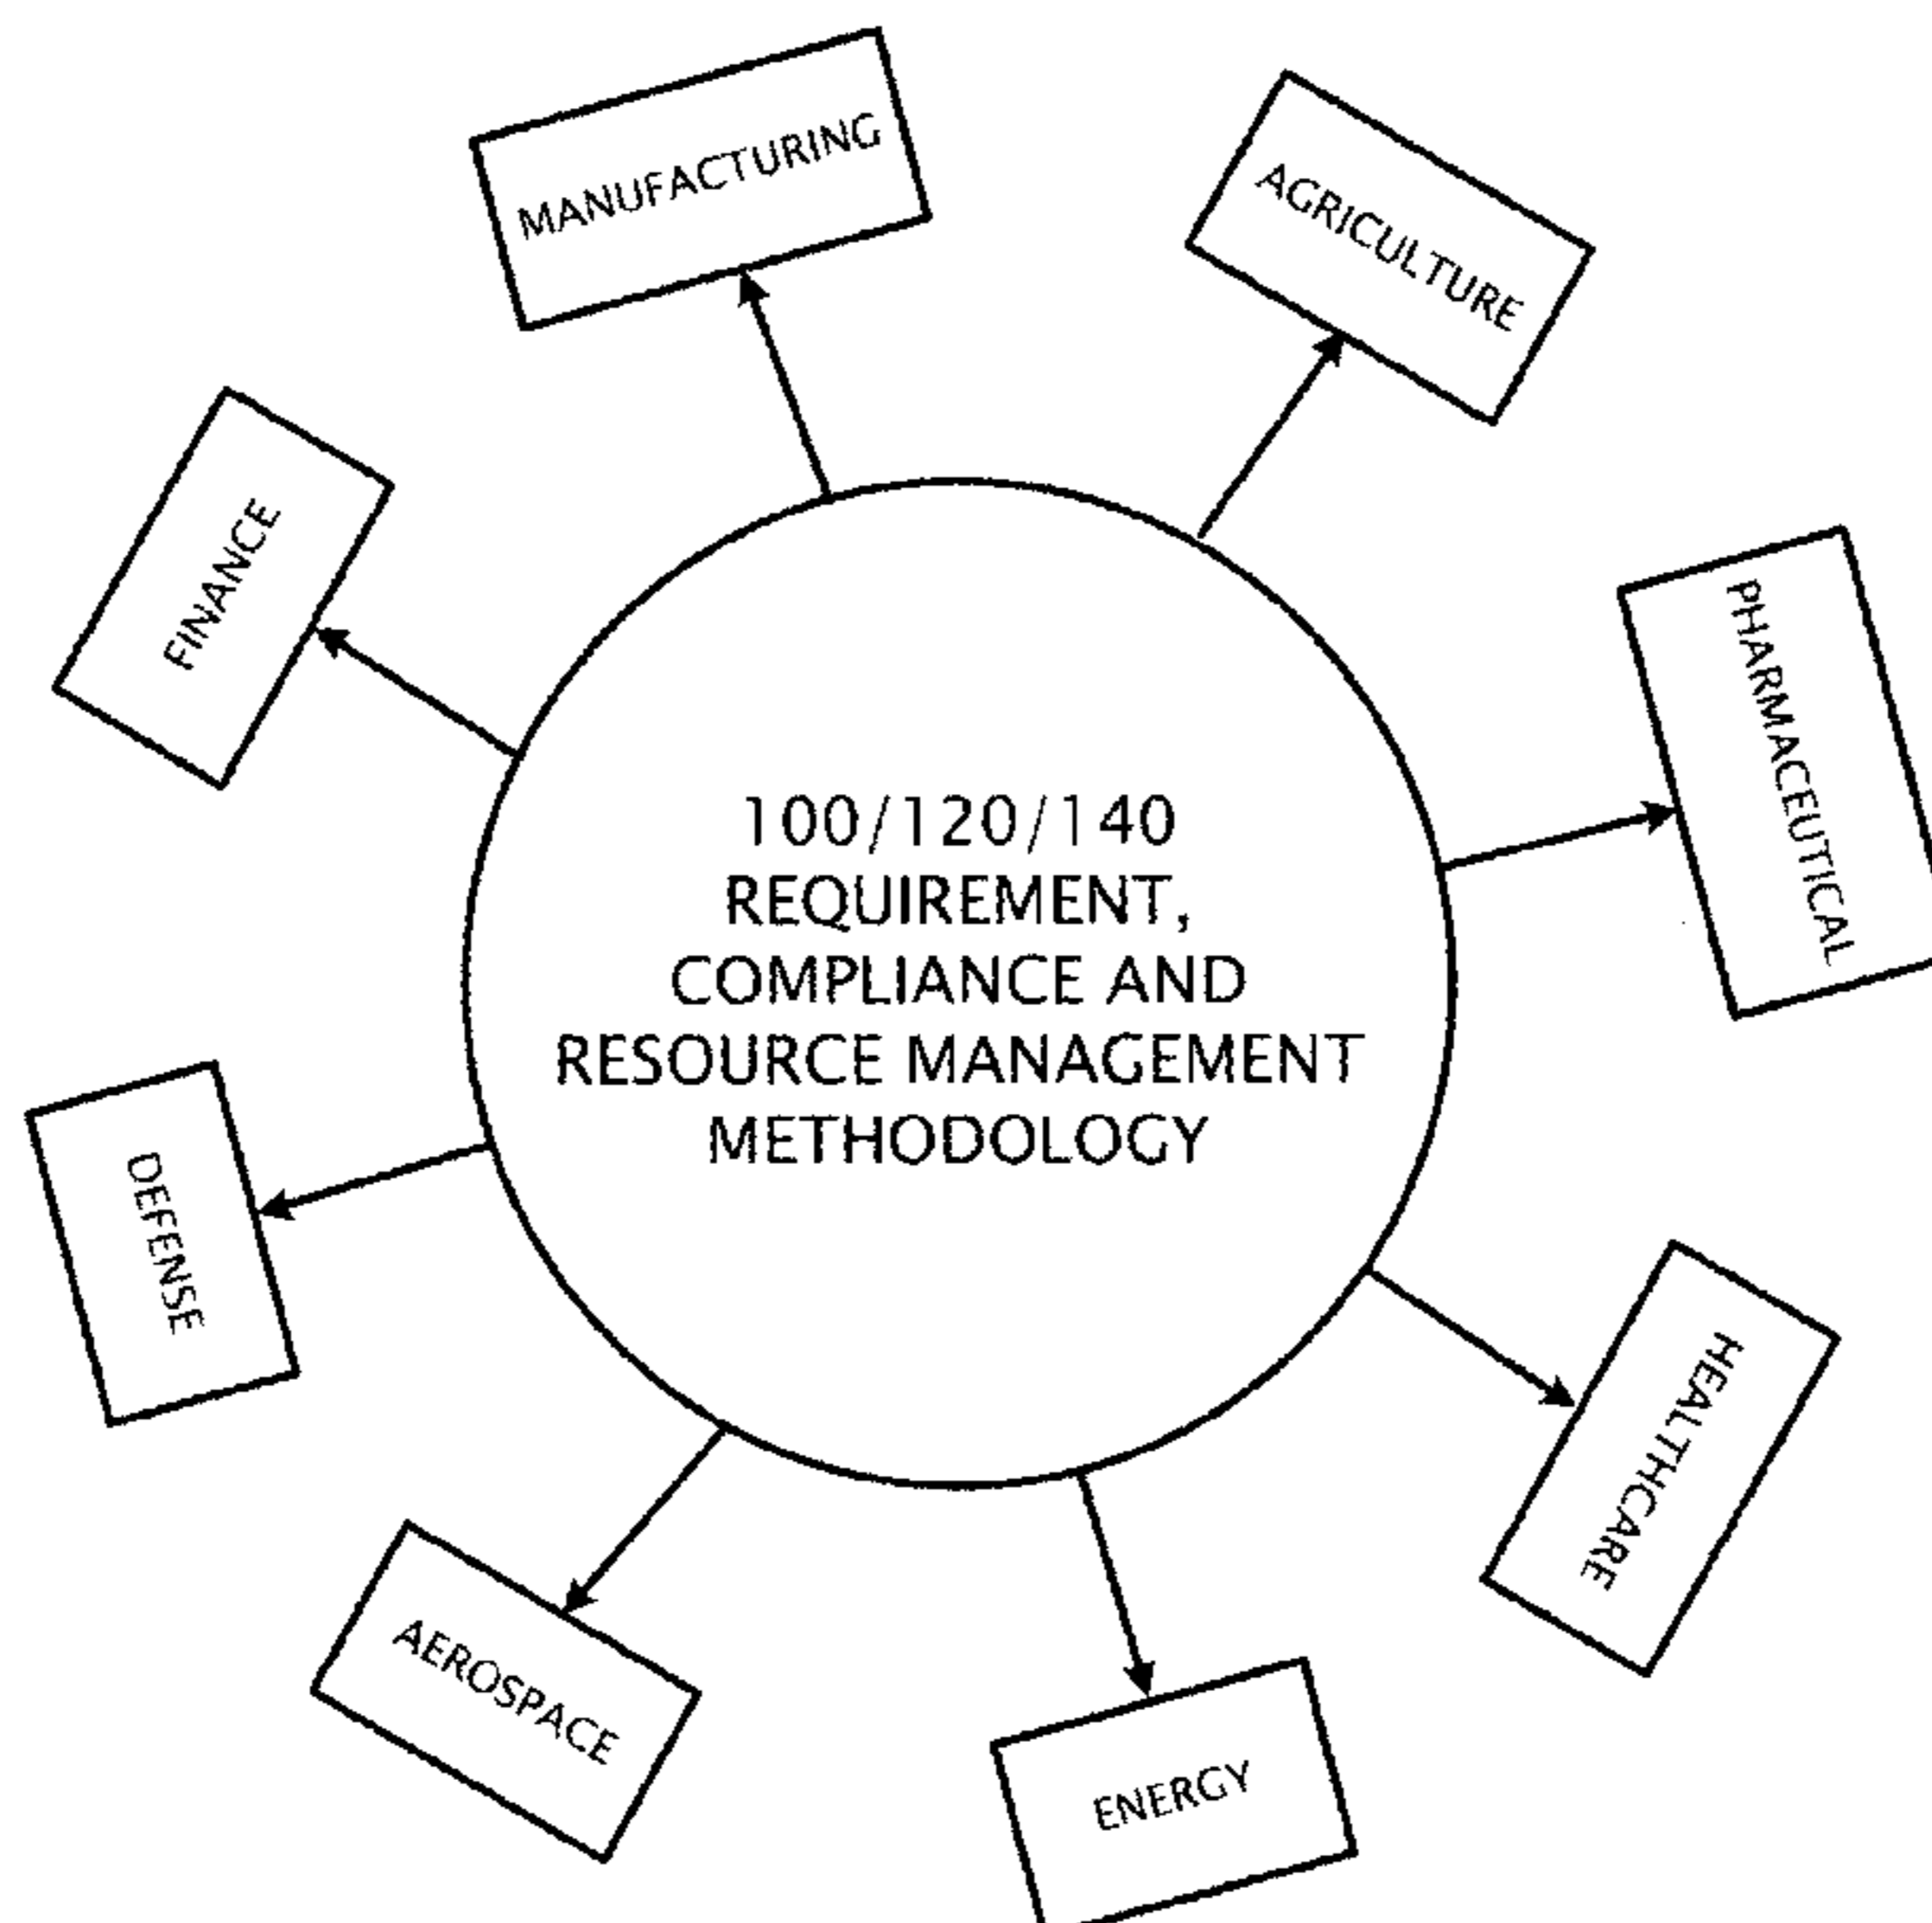 MANUFACTURING
AGRICULTURE
FINANCE
PHARMACEUTICAL
100/120/140
REQUIREMENT,
COMPLIANCE AND
RESOURCE MANAGEMENT
METHODOLOGY
DEFENSE
HEALTHCARE
AEROSPACE
ENERGY